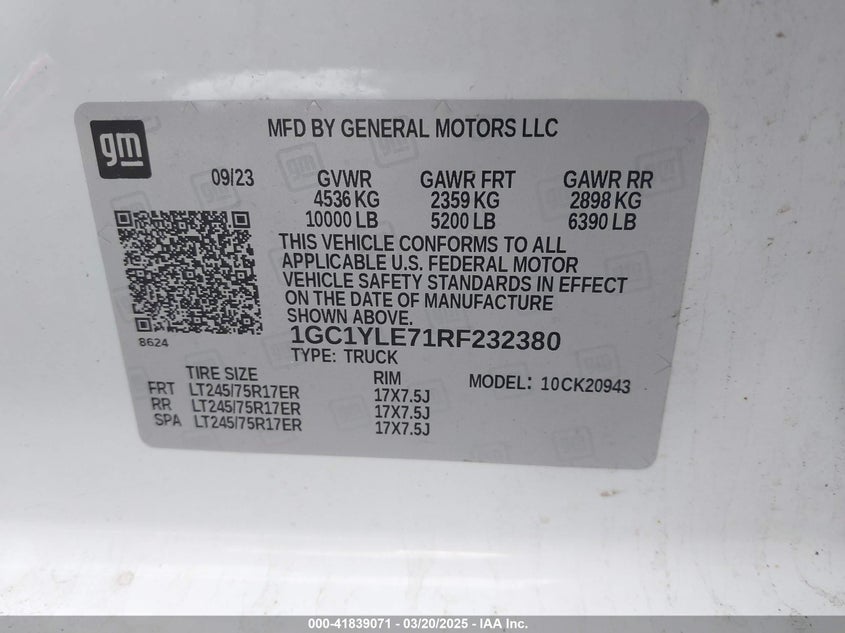 gm
MFD BY GENERAL MOTORS LLC
09/23 GVWR GAWR FRT GAWR RR
4536 KG 2359 KG 2898 KG
10000 LB 5200 LB 6390 LB
THIS VEHICLE CONFORMS TO ALL
APPLICABLE U.S. FEDERAL MOTOR
VEHICLE SAFETY STANDARDS IN EFFECT
ON THE DATE OF MANUFACTURE
SHOWN ABOVE.
8624
1GC1YLE71RF232380
TYPE: TRUCK
TIRE SIZE RIM MODEL: 10CK20943
FRT LT245/75R17ER 17X7.5J
RR LT245/75R17ER 17X7.5J
SPA LT245/75R17ER 17X7.5J
000-41839071 / 03/20/2025 - IAA Inc.